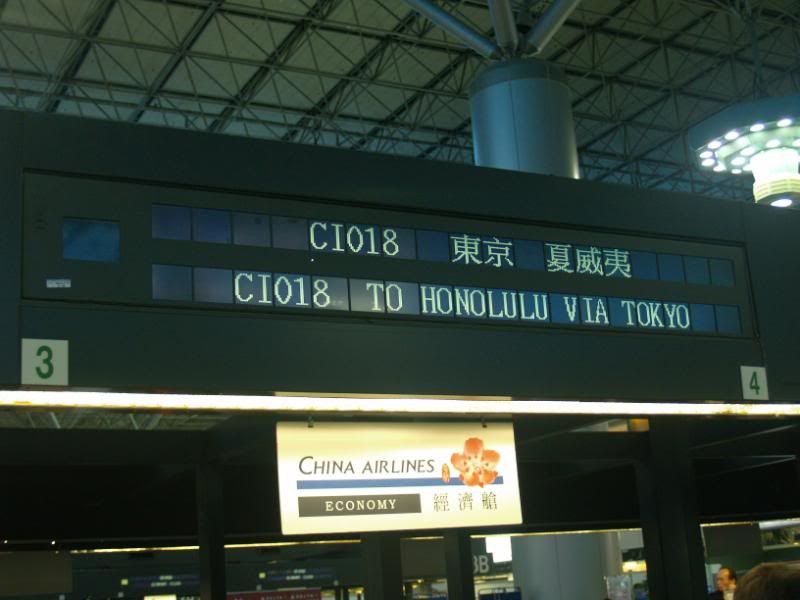 CI018 東京 夏威夷
CI018 TO HONOLULU VIA TOKYO
3
4
CHINA AIRLINES
ECONOMY 經濟艙